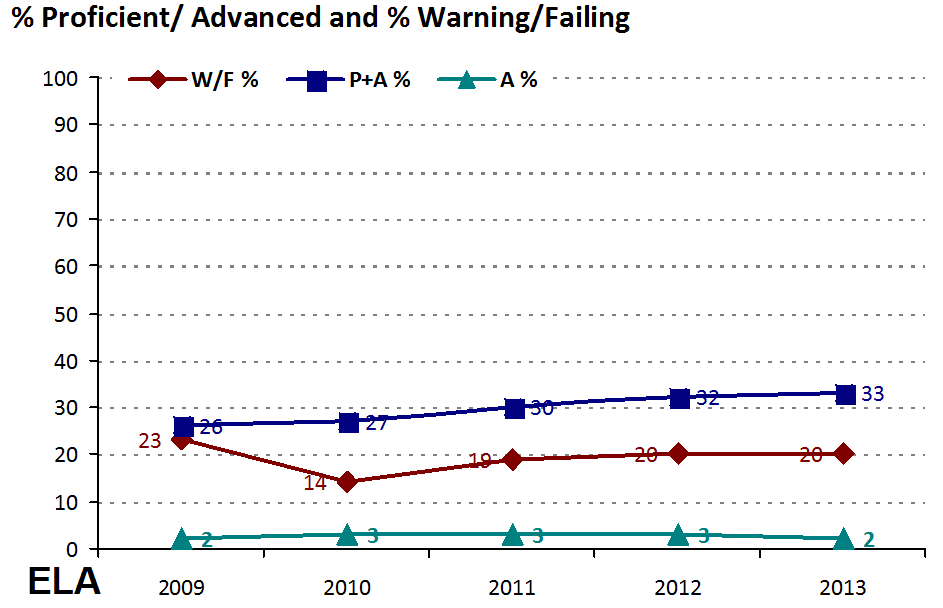 % Proficient/ Advanced and % Warning/Failing
W/F % P+A % A %
100
90
80
70
60
50
40
30
20
10
0
26 27 30 32 33
23 14 19 20 20
2 3 3 3 2
ELA 2009 2010 2011 2012 2013